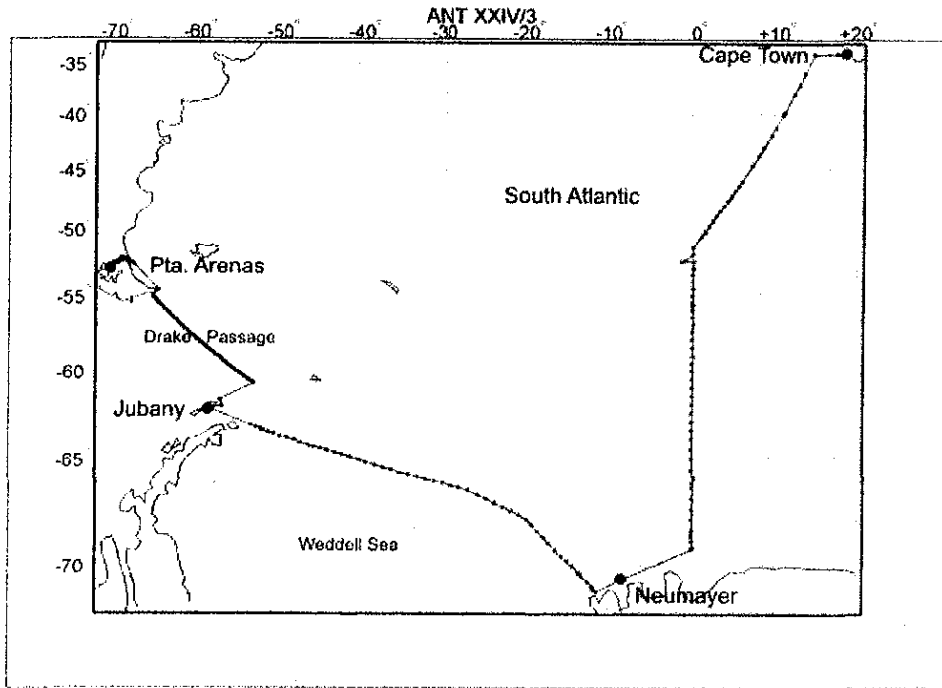 ANT XXIV/3
-70° -60° -50° -40° -30° -20° -10° 0° +10° +20°
-35°
Cape Town
-40°
-45°
South Atlantic
-50°
Pta. Arenas
-55°
Drake Passage
-60°
Jubany
-65°
Weddell Sea
-70°
Neumayer